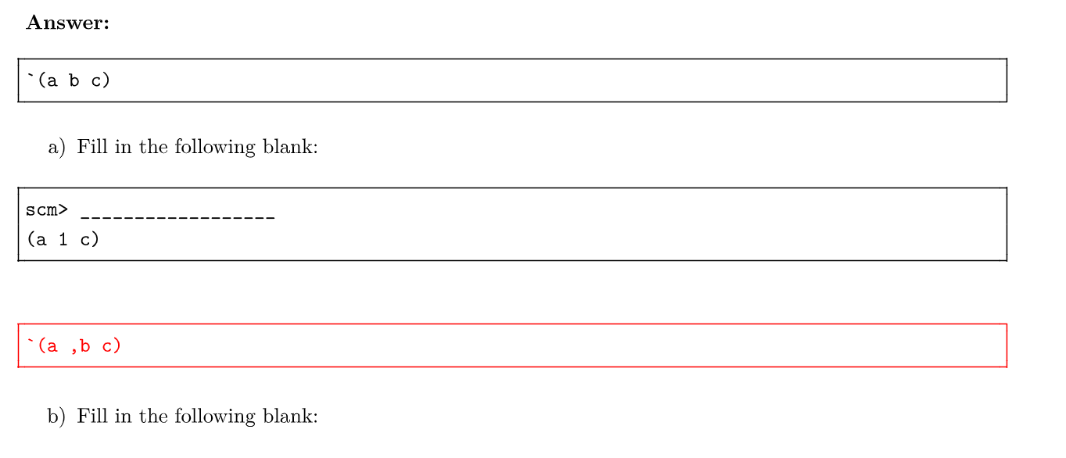 Answer:
`(a b c)
a) Fill in the following blank:
scm> __________________
(a 1 c)
`(a ,b c)
b) Fill in the following blank: